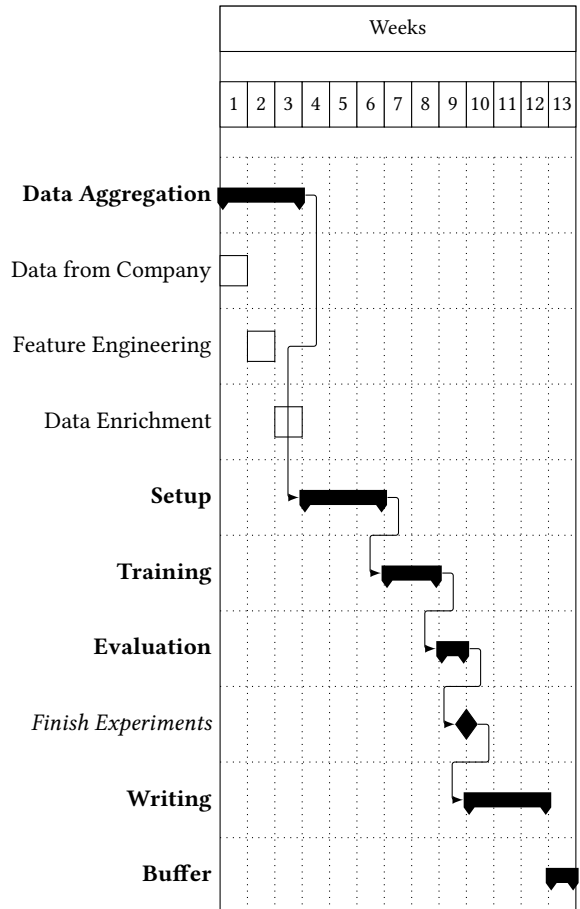 Weeks
1 2 3 4 5 6 7 8 9 10 11 12 13
Data Aggregation
Data from Company
Feature Engineering
Data Enrichment
Setup
Training
Evaluation
Finish Experiments
Writing
Buffer